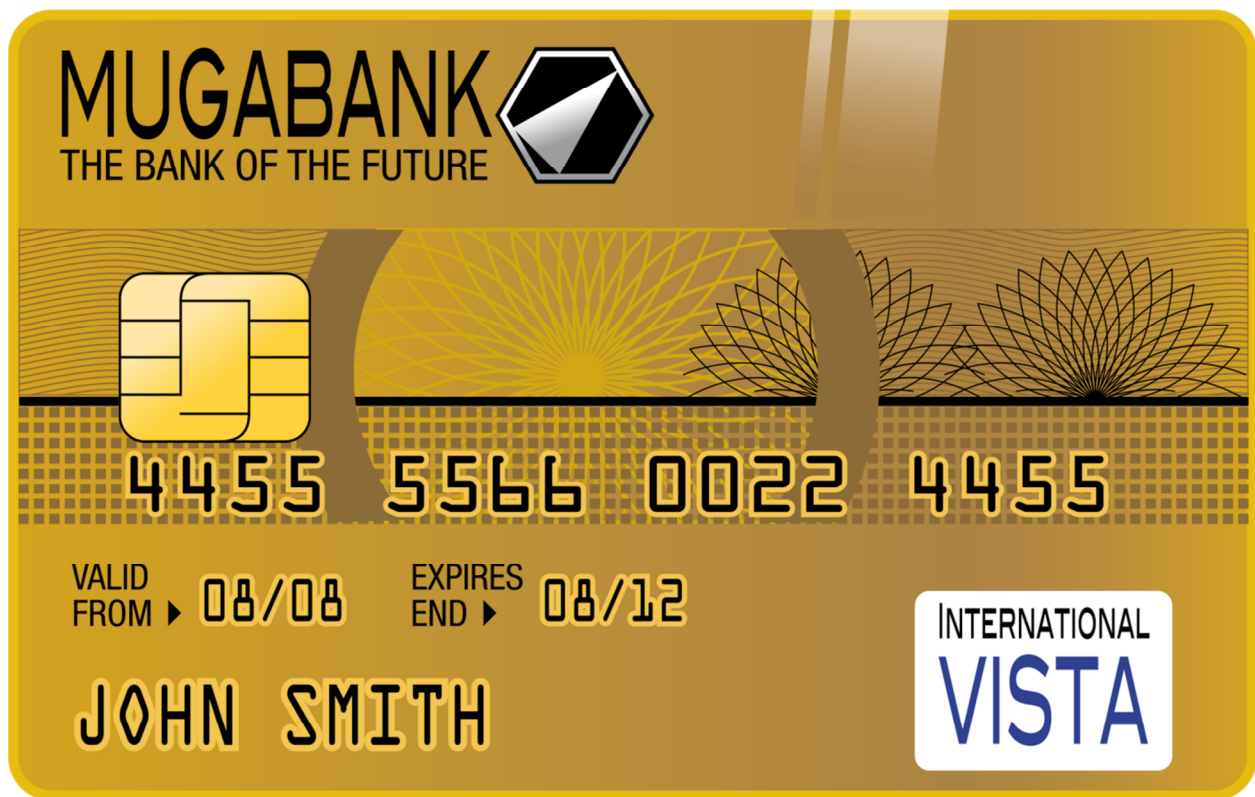 MUGABANK
THE BANK OF THE FUTURE
4455 5566 0022 4455
VALID FROM 08/08 EXPIRES END 08/12
JOHN SMITH
INTERNATIONAL
VISTA